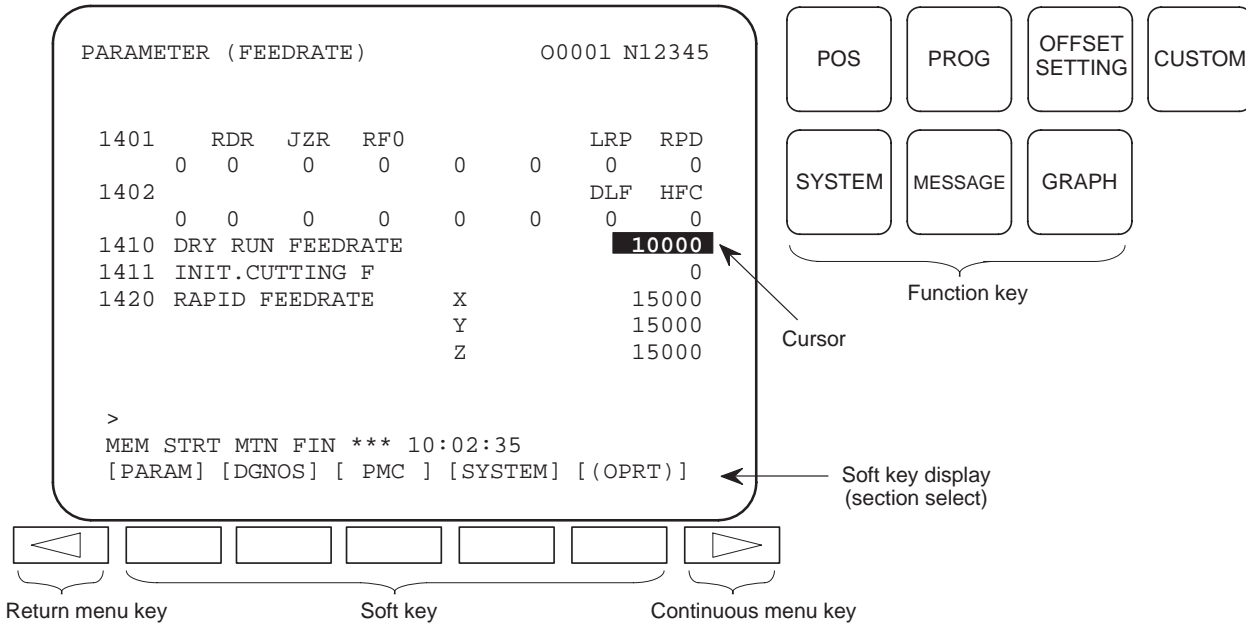 PARAMETER (FEEDRATE) O0001 N12345
1401 RDR JZR RF0 LRP RPD
0 0 0 0 0 0 0 0
1402 DLF HFC
0 0 0 0 0 0 0 0
1410 DRY RUN FEEDRATE 10000
1411 INIT.CUTTING F 0
1420 RAPID FEEDRATE X 15000
Y 15000
Z 15000
>
MEM STRT MTN FIN *** 10:02:35
[PARAM] [DGNOS] [ PMC ] [SYSTEM] [(OPRT)]
POS
PROG
OFFSET
SETTING
CUSTOM
SYSTEM
MESSAGE
GRAPH
Function key
Cursor
Soft key display
(section select)
Return menu key
Soft key
Continuous menu key